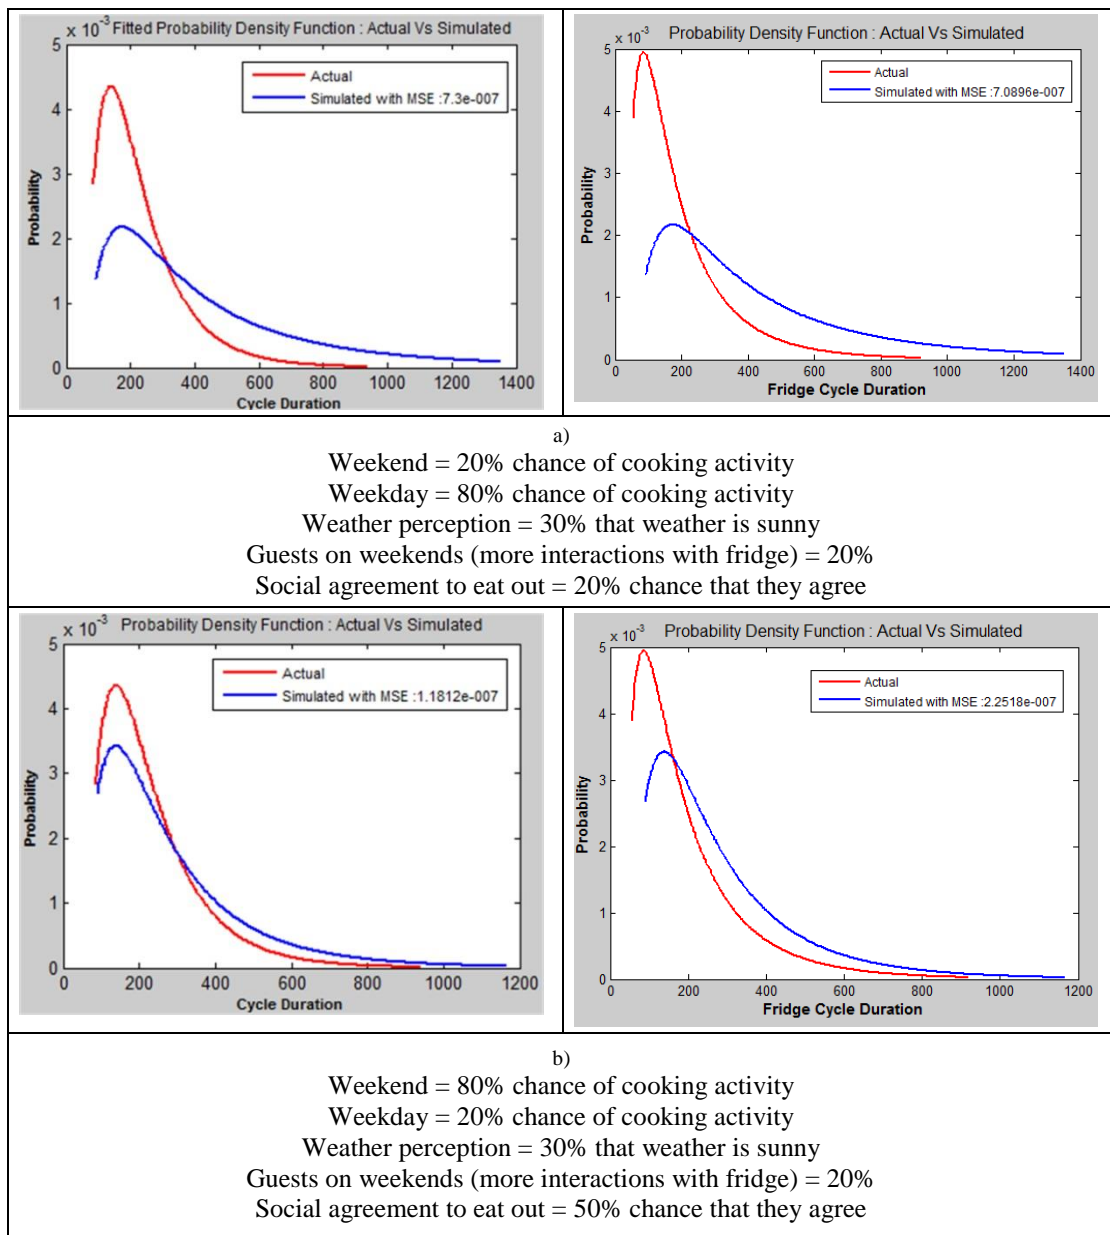 x 10^-3 Fitted Probability Density Function : Actual Vs Simulated
5
4
3
2
1
0
Probability
Actual
Simulated with MSE :7.3e-007
0 200 400 600 800 1000 1200 1400
Cycle Duration
x 10^-3 Probability Density Function : Actual Vs Simulated
5
4
3
2
1
0
Probability
Actual
Simulated with MSE :7.0896e-007
0 200 400 600 800 1000 1200 1400
Fridge Cycle Duration
a)
Weekend = 20% chance of cooking activity
Weekday = 80% chance of cooking activity
Weather perception = 30% that weather is sunny
Guests on weekends (more interactions with fridge) = 20%
Social agreement to eat out = 20% chance that they agree
x 10^-3 Probability Density Function : Actual Vs Simulated
5
4
3
2
1
0
Probability
Actual
Simulated with MSE :1.1812e-007
0 200 400 600 800 1000 1200
Cycle Duration
x 10^-3 Probability Density Function : Actual Vs Simulated
5
4
3
2
1
0
Probability
Actual
Simulated with MSE :2.2518e-007
0 200 400 600 800 1000 1200
Fridge Cycle Duration
b)
Weekend = 80% chance of cooking activity
Weekday = 20% chance of cooking activity
Weather perception = 30% that weather is sunny
Guests on weekends (more interactions with fridge) = 20%
Social agreement to eat out = 50% chance that they agree